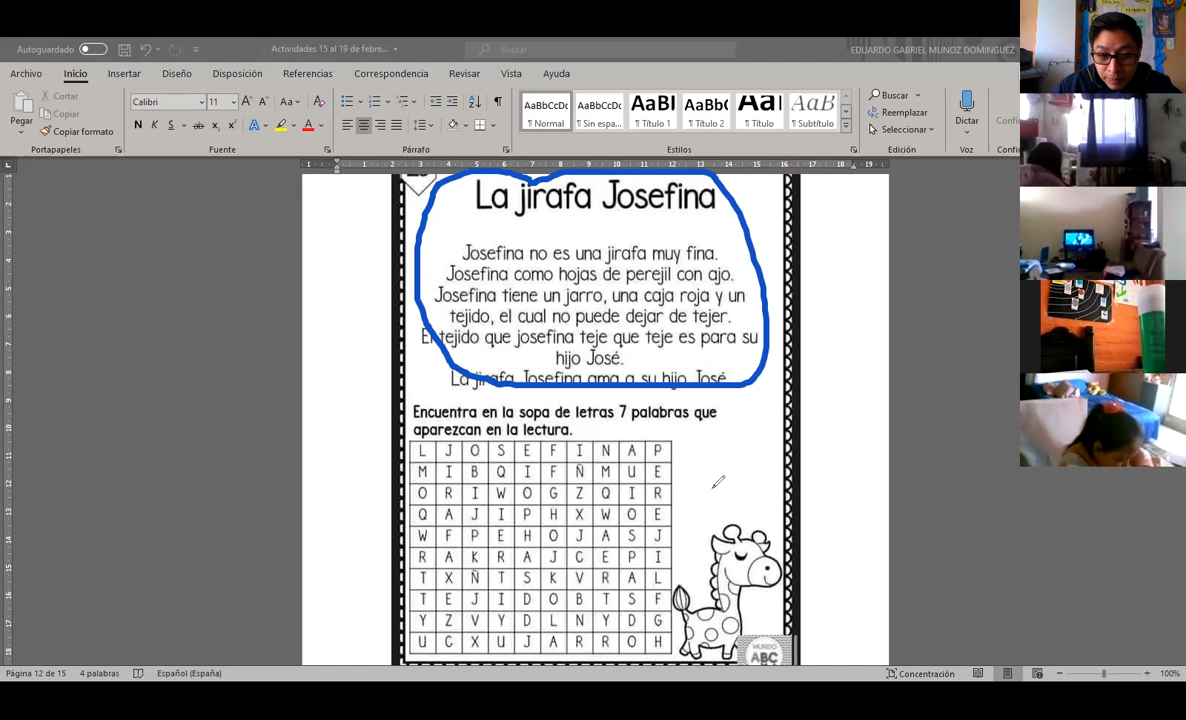 Autoguardado
Actividades 15 al 19 de febre...
Buscar
EDUARDO GABRIEL MUNOZ DOMINGUEZ
Archivo Inicio Insertar Diseño Disposición Referencias Correspondencia Revisar Vista Ayuda
Pegar
Cortar
Copiar
Copiar formato
Portapapeles
Calibri 11
Fuente
Párrafo
AaBbCcDc AaBbCcDc AaBl AaBbC AaI AaB
¶ Normal ¶ Sin espa... ¶ Título 1 ¶ Título 2 ¶ Título ¶ Subtítulo
Estilos
Buscar
Reemplazar
Seleccionar
Edición
Dictar
Voz
Confi
La jirafa Josefina
Josefina no es una jirafa muy fina.
Josefina como hojas de perejil con ajo.
Josefina tiene un jarro, una caja roja y un
tejido, el cual no puede dejar de tejer.
El tejido que josefina teje que teje es para su
hijo José.
La jirafa Josefina ama a su hijo José
Encuentra en la sopa de letras 7 palabras que
aparezcan en la lectura.
L J O S E F I N A P
M I B Q I F Ñ M U E
O R I W O G Z Q I R
Q A J I P H X W O E
W F P E H O J A S J
R A K R A J C E P I
T X Ñ T S K V R A L
T E J I D O B T S F
Y Z V Y D L N Y D G
U C X U J A R R O H
MUNDO
ABC
Página 12 de 15 4 palabras Español (España) Concentración 100%